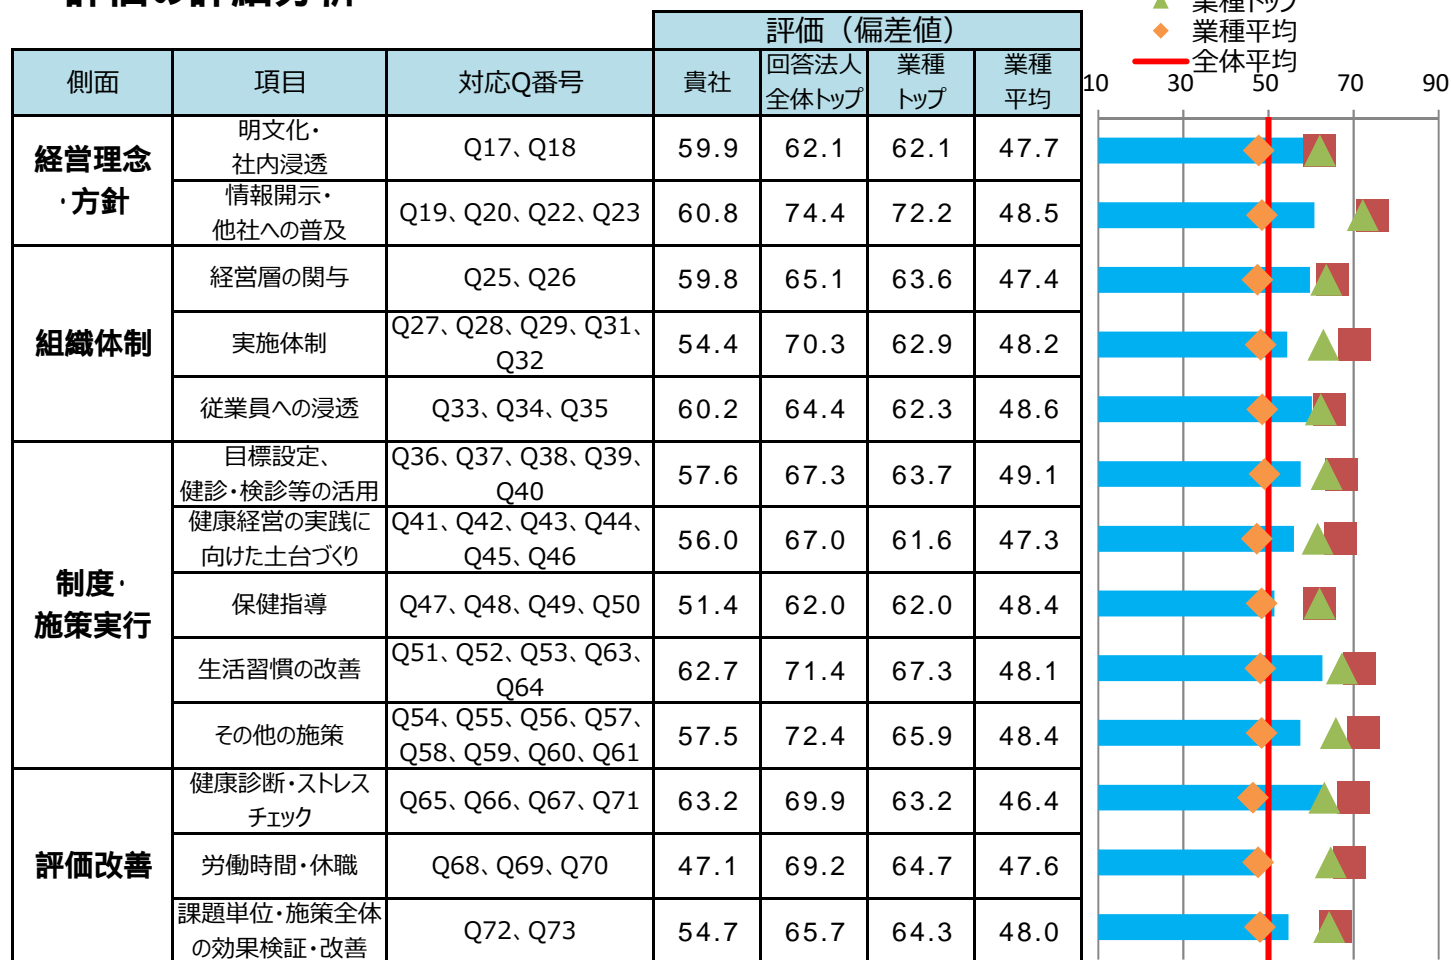 評価の詳細分析
業種トップ
業種平均
全体平均
評価（偏差値）
側面 項目 対応Q番号 貴社 回答法人 業種 業種
全体トップ トップ 平均
10 30 50 70 90
経営理念
・方針
明文化・
社内浸透
Q17、Q18 59.9 62.1 62.1 47.7
情報開示・
他社への普及
Q19、Q20、Q22、Q23 60.8 74.4 72.2 48.5
組織体制
経営層の関与 Q25、Q26 59.8 65.1 63.6 47.4
実施体制
Q27、Q28、Q29、Q31、
Q32
54.4 70.3 62.9 48.2
従業員への浸透 Q33、Q34、Q35 60.2 64.4 62.3 48.6
制度・
施策実行
目標設定、
健診・検診等の活用
Q36、Q37、Q38、Q39、
Q40
57.6 67.3 63.7 49.1
健康経営の実践に
向けた土台づくり
Q41、Q42、Q43、Q44、
Q45、Q46
56.0 67.0 61.6 47.3
保健指導 Q47、Q48、Q49、Q50 51.4 62.0 62.0 48.4
生活習慣の改善
Q51、Q52、Q53、Q63、
Q64
62.7 71.4 67.3 48.1
その他の施策
Q54、Q55、Q56、Q57、
Q58、Q59、Q60、Q61
57.5 72.4 65.9 48.4
評価改善
健康診断・ストレス
チェック
Q65、Q66、Q67、Q71 63.2 69.9 63.2 46.4
労働時間・休職 Q68、Q69、Q70 47.1 69.2 64.7 47.6
課題単位・施策全体
の効果検証・改善
Q72、Q73 54.7 65.7 64.3 48.0